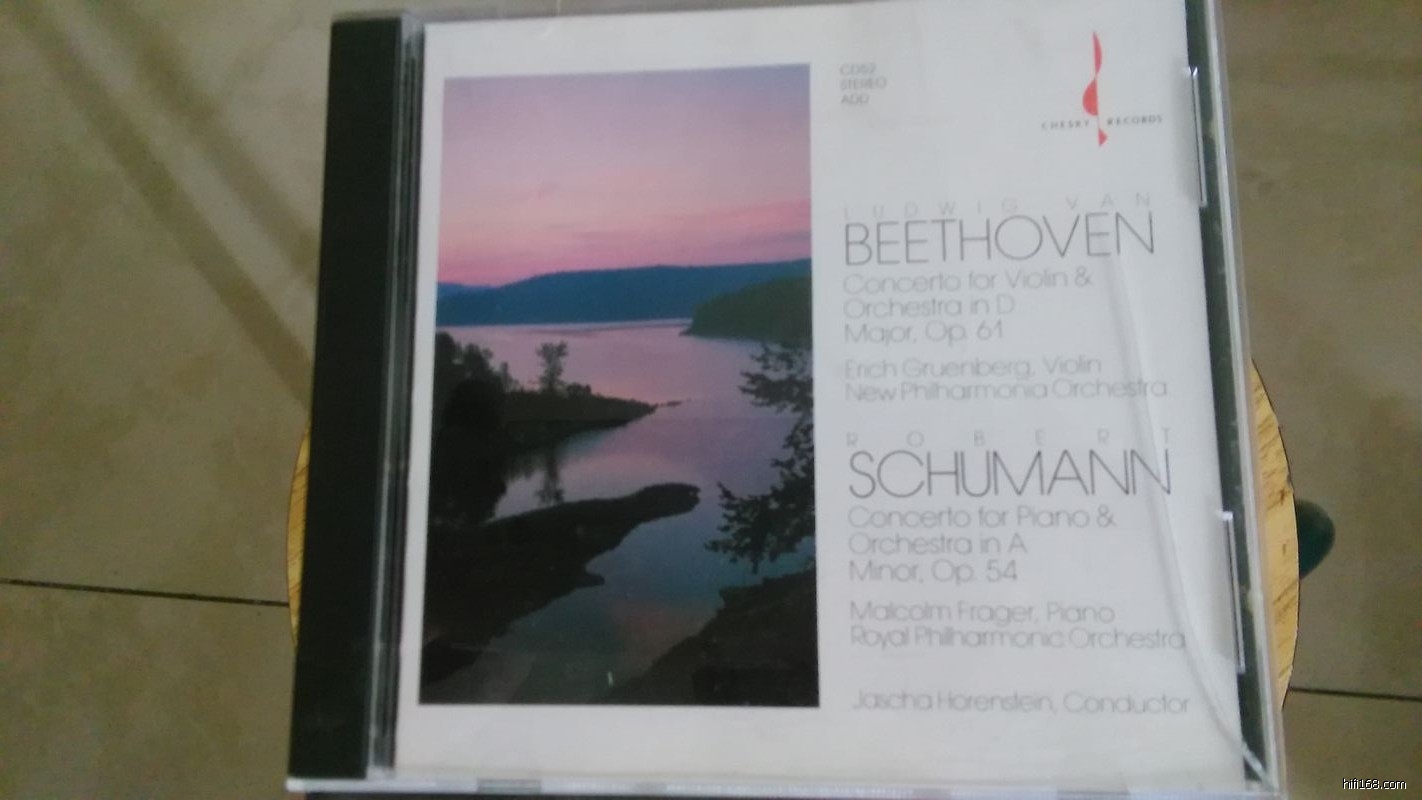 CD52
STEREO
ADD
CHESKY RECORDS
LUDWIG VAN
BEETHOVEN
Concerto for Violin &
Orchestra in D
Major, Op. 61
Erich Gruenberg, Violin
New Philharmonia Orchestra
ROBERT
SCHUMANN
Concerto for Piano &
Orchestra in A
Minor, Op. 54
Malcolm Frager, Piano
Royal Philharmonic Orchestra
Jascha Horenstein, Conductor
hifi168.com